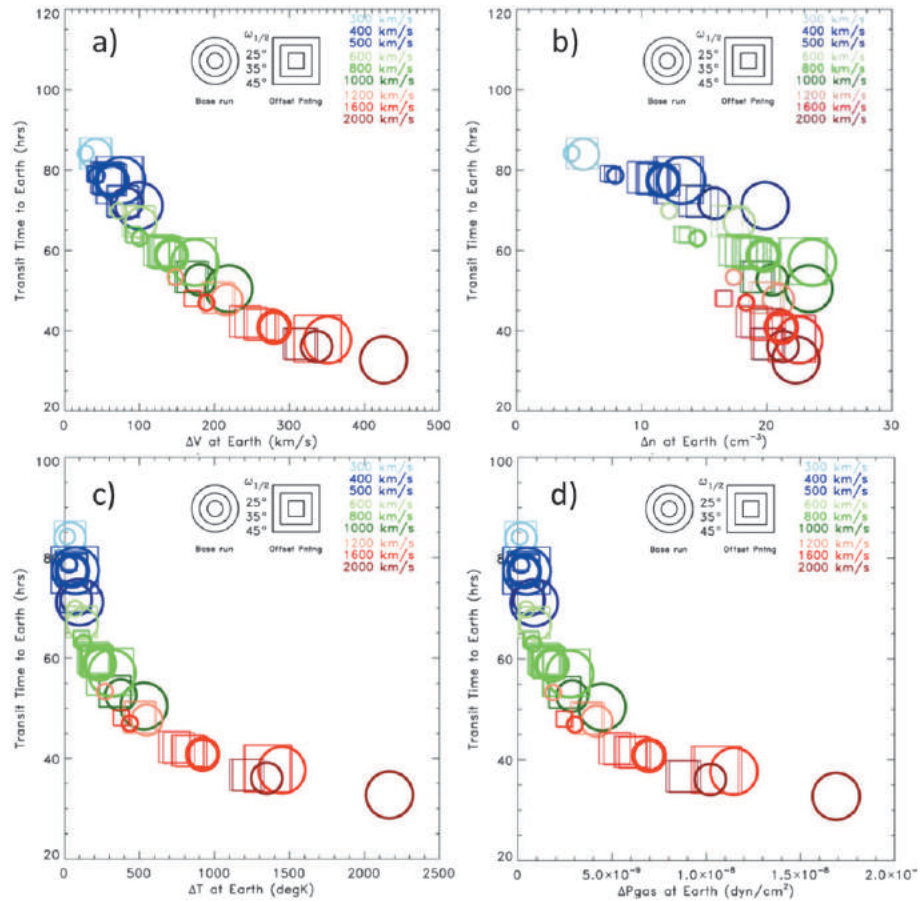 a)
300 km/s
400 km/s
500 km/s
600 km/s
800 km/s
1000 km/s
1200 km/s
1600 km/s
2000 km/s
ω1/2
25°
35°
45°
Base run
Offset Pntng
120
100
80
60
40
20
Transit Time to Earth (hrs)
0 100 200 300 400 500
ΔV at Earth (km/s)
b)
300 km/s
400 km/s
500 km/s
600 km/s
800 km/s
1000 km/s
1200 km/s
1600 km/s
2000 km/s
ω1/2
25°
35°
45°
Base run
Offset Pntng
120
100
80
60
40
20
Transit Time to Earth (hrs)
0 10 20 30
Δn at Earth (cm⁻³)
c)
300 km/s
400 km/s
500 km/s
600 km/s
800 km/s
1000 km/s
1200 km/s
1600 km/s
2000 km/s
ω1/2
25°
35°
45°
Base run
Offset Pntng
100
80
60
40
20
Transit Time to Earth (hrs)
0 500 1000 1500 2000 2500
ΔT at Earth (degK)
d)
300 km/s
400 km/s
500 km/s
600 km/s
800 km/s
1000 km/s
1200 km/s
1600 km/s
2000 km/s
ω1/2
25°
35°
45°
Base run
Offset Pntng
100
80
60
40
20
Transit Time to Earth (hrs)
0 5.0×10⁻⁹ 1.0×10⁻⁸ 1.5×10⁻⁸ 2.0×10⁻
ΔPgas at Earth (dyn/cm²)